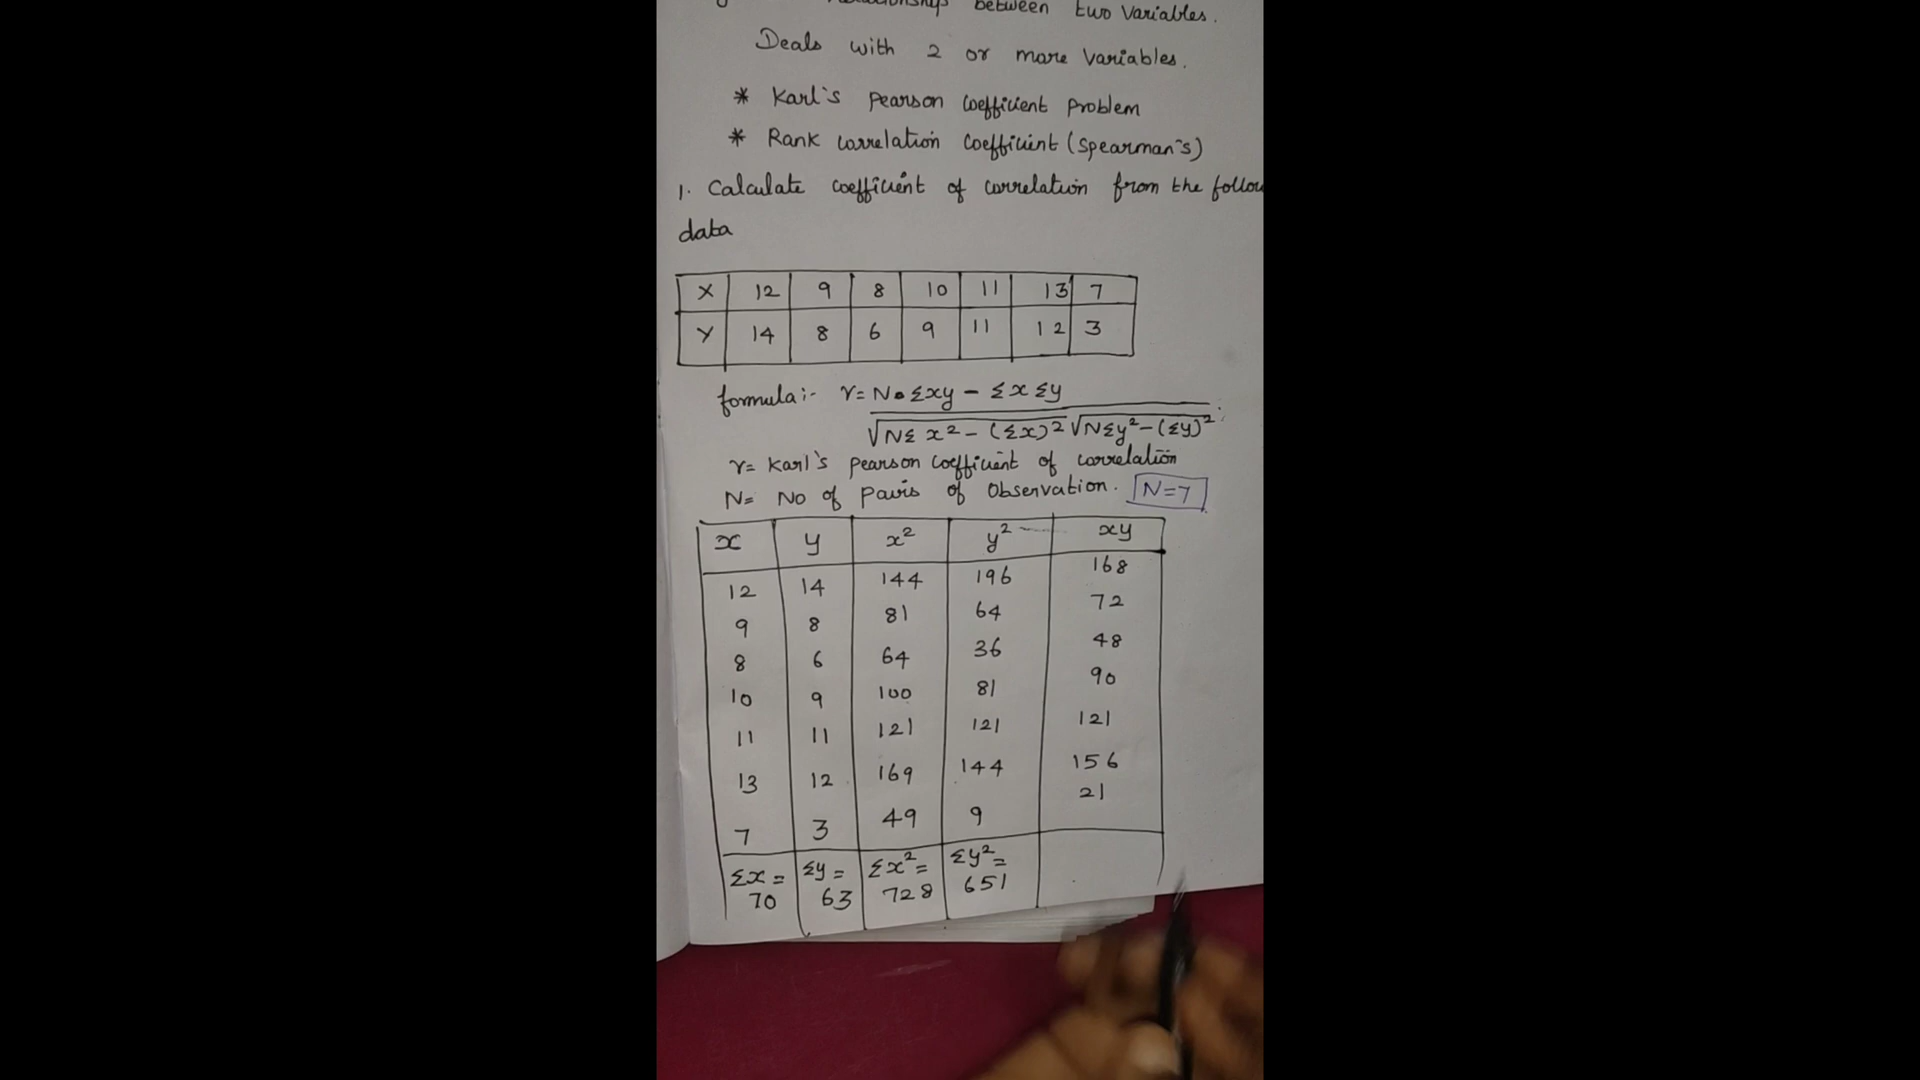 between two variables.
Deals with 2 or more variables.
* Karl's pearson coefficient problem
* Rank correlation coefficient (spearman's)
1. Calculate coefficient of correlation from the follow
data
X 12 9 8 10 11 13 7
Y 14 8 6 9 11 12 3
formula:- r= N.Σxy - Σx Σy
√NΣx²-(Σx)² √NΣy²-(Σy)²
r= Karl's pearson coefficient of correlation
N= No of pairs of Observation. N=7
x y x² y² xy
12 14 144 196 168
9 8 81 64 72
8 6 64 36 48
10 9 100 81 90
11 11 121 121 121
13 12 169 144 156
7 3 49 9 21
Σx= Σy= Σx²= Σy²=
70 63 728 651